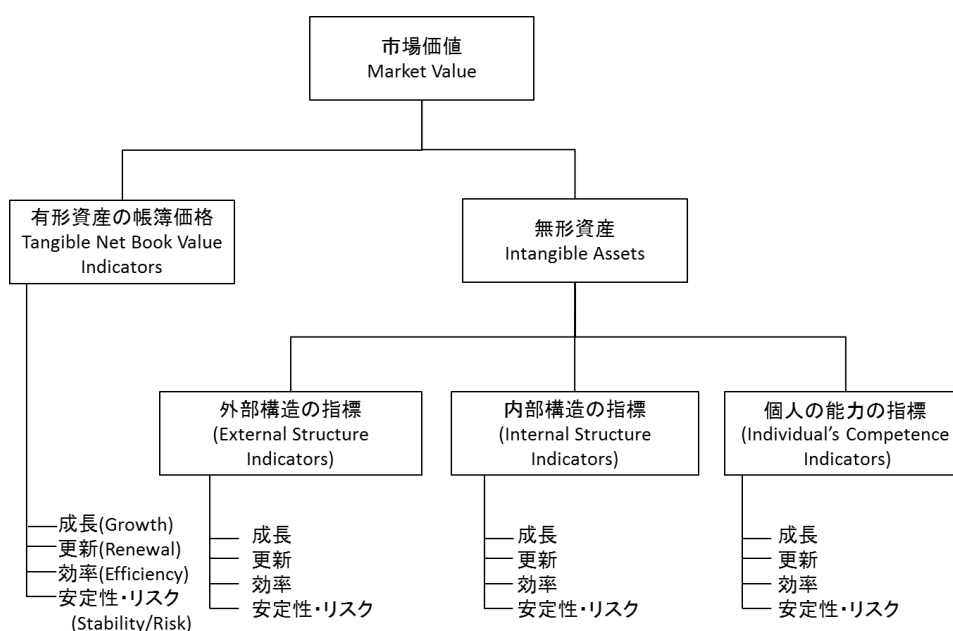 市場価値
Market Value
有形資産の帳簿価格
Tangible Net Book Value
Indicators
無形資産
Intangible Assets
外部構造の指標
(External Structure
Indicators)
内部構造の指標
(Internal Structure
Indicators)
個人の能力の指標
(Individual’s Competence
Indicators)
成長(Growth)
更新(Renewal)
効率(Efficiency)
安定性・リスク
(Stability/Risk)
成長
更新
効率
安定性・リスク
成長
更新
効率
安定性・リスク
成長
更新
効率
安定性・リスク